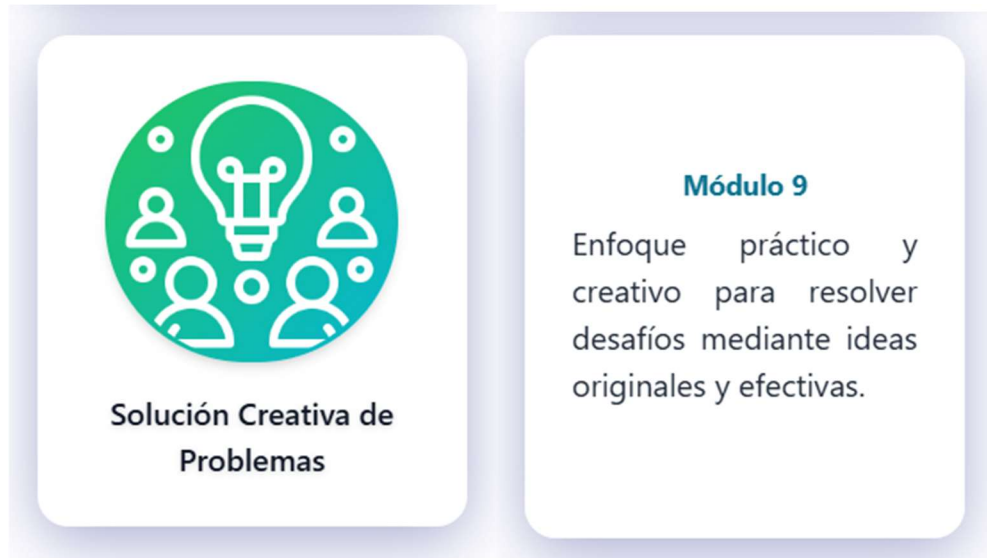 Solución Creativa de
Problemas
Módulo 9
Enfoque práctico y
creativo para resolver
desafíos mediante ideas
originales y efectivas.